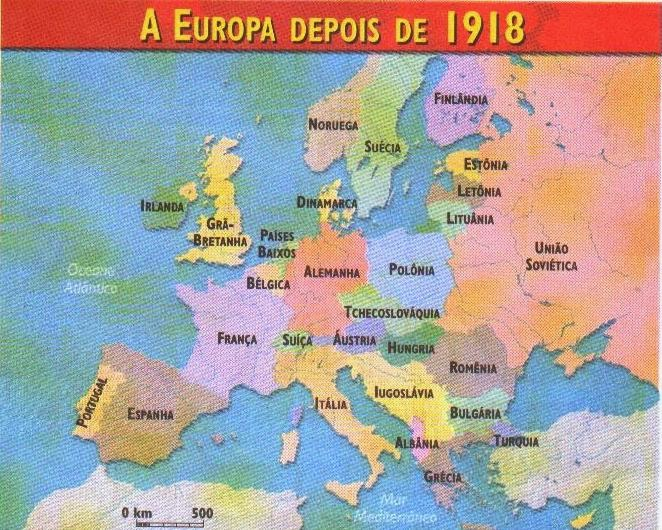 A EUROPA DEPOIS DE 1918
FINLÂNDIA
NORUEGA
SUÉCIA
ESTÔNIA
LETÔNIA
LITUÂNIA
DINAMARCA
IRLANDA
GRÃ-
BRETANHA
PAÍSES
BAIXOS
UNIÃO
SOVIÉTICA
ALEMANHA
POLÔNIA
Oceano
Atlântico
BÉLGICA
TCHECOSLOVÁQUIA
FRANÇA
SUÍÇA
ÁUSTRIA
HUNGRIA
ROMÊNIA
IUGOSLÁVIA
PORTUGAL
ESPANHA
ITÁLIA
BULGÁRIA
ALBÂNIA
TURQUIA
GRÉCIA
Mar
Mediterrâneo
0 km 500